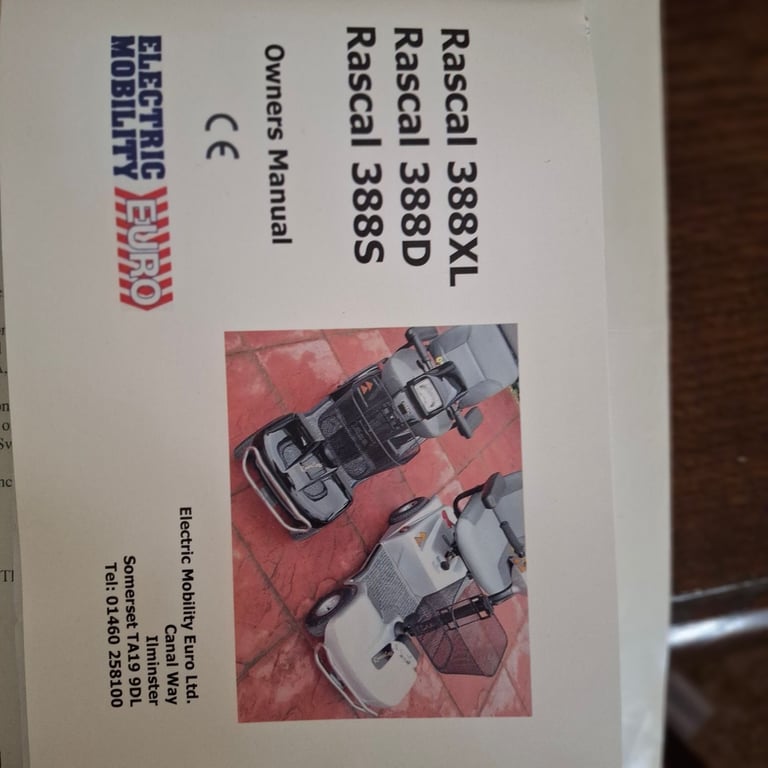 Rascal 388XL
Rascal 388D
Rascal 388S
Owners Manual
CE
ELECTRIC
MOBILITY
EURO
Electric Mobility Euro Ltd.
Canal Way
Ilminster
Somerset TA19 9DL
Tel: 01460 258100